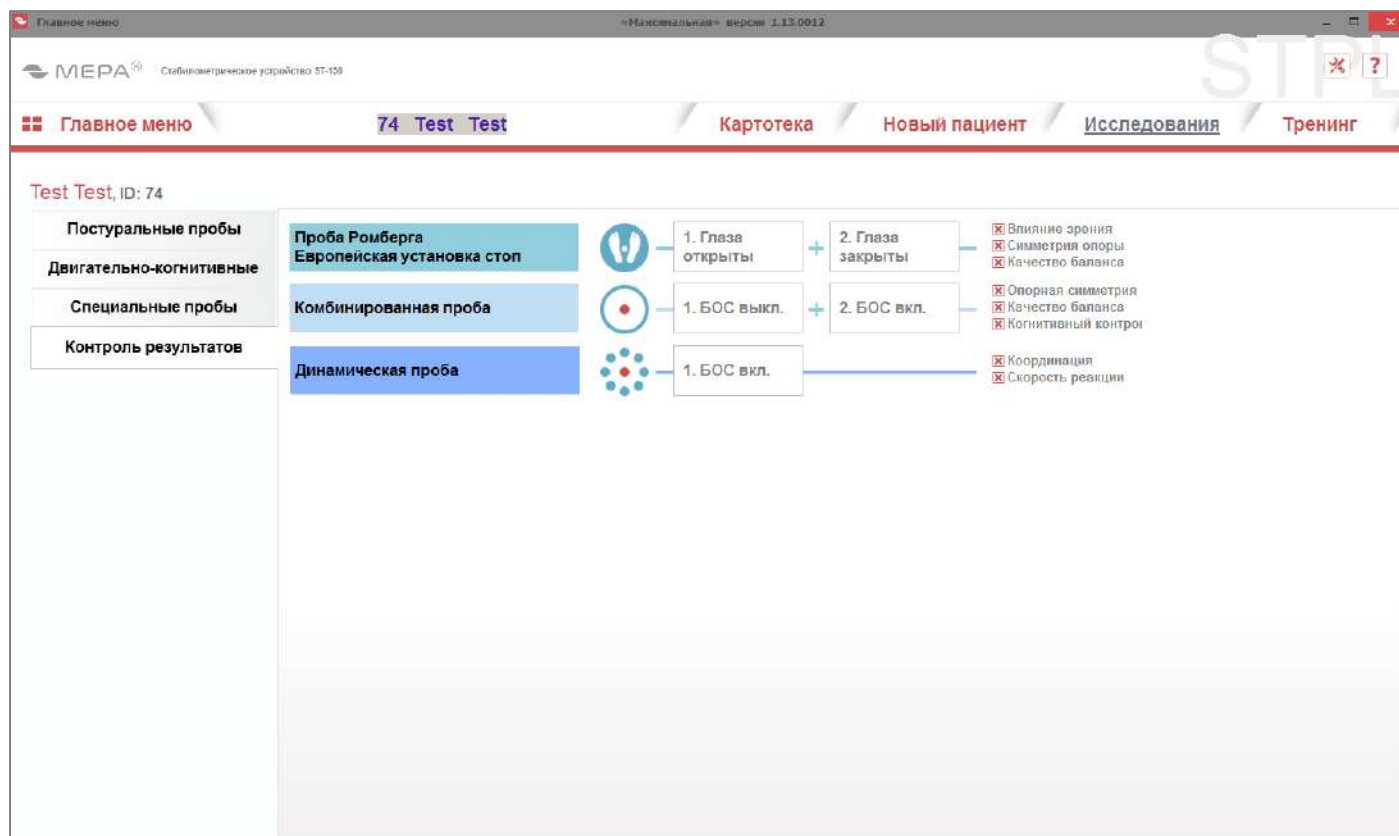 Главное меню
«Максимальная» версия 1.13.0012
STPL
МЕРА® Стабилометрическое устройство ST-150
?
Главное меню
74 Test Test
Картотека
Новый пациент
Исследования
Тренинг
Test Test, ID: 74
Постуральные пробы
Двигательно-когнитивные
Специальные пробы
Контроль результатов
Проба Ромберга
Европейская установка стоп
1. Глаза
открыты
+
2. Глаза
закрыты
Влияние зрения
Симметрия опоры
Качество баланса
Комбинированная проба
1. БОС выкл.
+
2. БОС вкл.
Опорная симметрия
Качество баланса
Когнитивный контрог
Динамическая проба
1. БОС вкл.
Координация
Скорость реакции